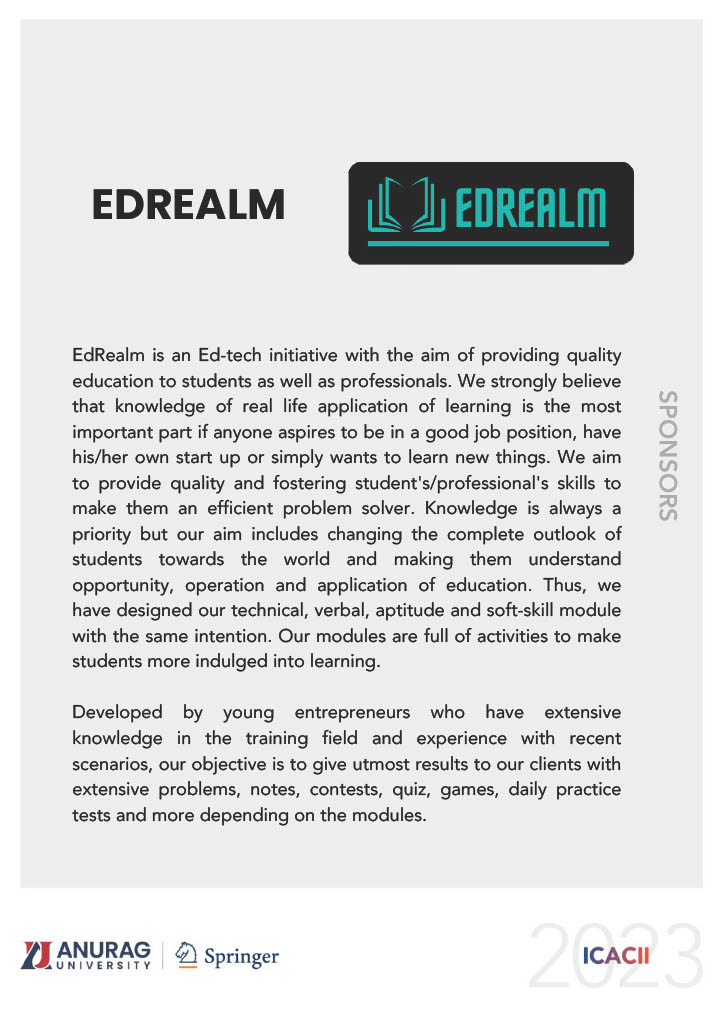 EDREALM
EDREALM
EdRealm is an Ed-tech initiative with the aim of providing quality
education to students as well as professionals. We strongly believe
that knowledge of real life application of learning is the most
important part if anyone aspires to be in a good job position, have
his/her own start up or simply wants to learn new things. We aim
to provide quality and fostering student's/professional's skills to
make them an efficient problem solver. Knowledge is always a
priority but our aim includes changing the complete outlook of
students towards the world and making them understand
opportunity, operation and application of education. Thus, we
have designed our technical, verbal, aptitude and soft-skill module
with the same intention. Our modules are full of activities to make
students more indulged into learning.
Developed by young entrepreneurs who have extensive
knowledge in the training field and experience with recent
scenarios, our objective is to give utmost results to our clients with
extensive problems, notes, contests, quiz, games, daily practice
tests and more depending on the modules.
SPONSORS
ANURAG
UNIVERSITY
Springer
2023
ICACII